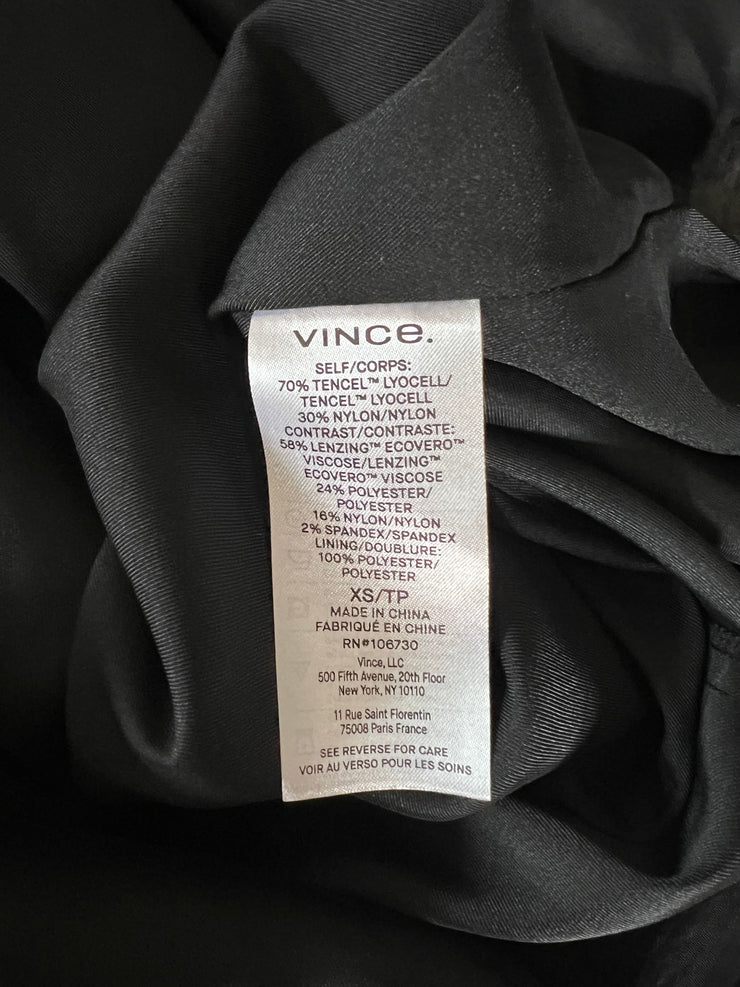 VINCE.
SELF/CORPS:
70% TENCEL™ LYOCELL/
TENCEL™ LYOCELL
30% NYLON/NYLON
CONTRAST/CONTRASTE:
58% LENZING™ ECOVERO™
VISCOSE/LENZING™
ECOVERO™ VISCOSE
24% POLYESTER/
POLYESTER
16% NYLON/NYLON
2% SPANDEX/SPANDEX
LINING/DOUBLURE:
100% POLYESTER/
POLYESTER
XS/TP
MADE IN CHINA
FABRIQUÉ EN CHINE
RN#106730
Vince, LLC
500 Fifth Avenue, 20th Floor
New York, NY 10110
11 Rue Saint Florentin
75008 Paris France
SEE REVERSE FOR CARE
VOIR AU VERSO POUR LES SOINS